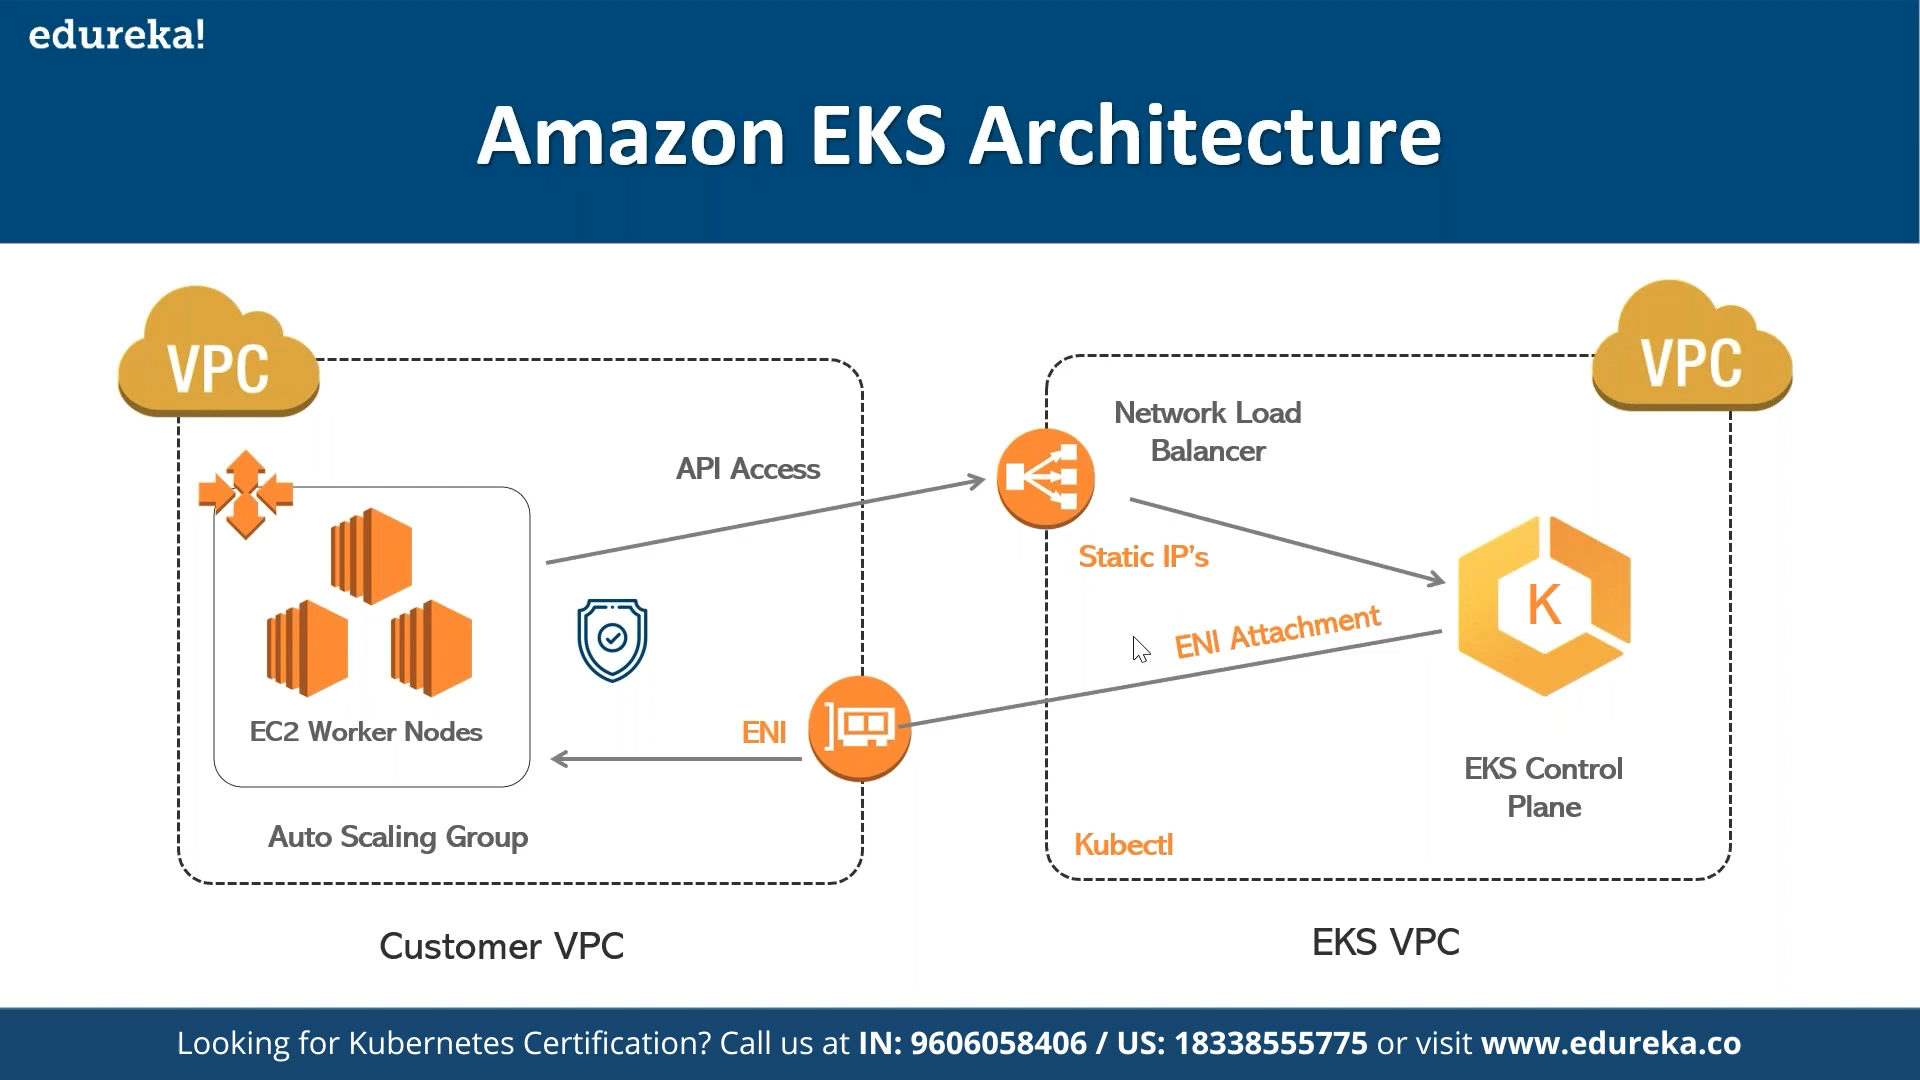 edureka!
Amazon EKS Architecture
VPC
VPC
Network Load
Balancer
API Access
Static IP's
ENI Attachment
K
EC2 Worker Nodes
ENI
EKS Control
Plane
Auto Scaling Group
Kubectl
Customer VPC
EKS VPC
Looking for Kubernetes Certification? Call us at IN: 9606058406 / US: 18338555775 or visit www.edureka.co